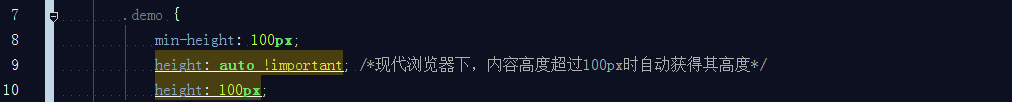 7 .demo {
8 min-height: 100px;
9 height: auto !important; /*现代浏览器下，内容高度超过100px时自动获得其高度*/
10 height: 100px;